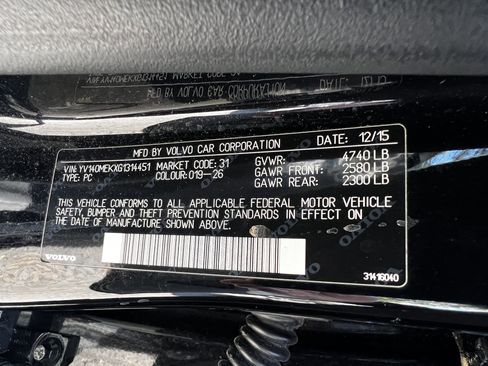 MFD BY VOLVO CAR CORPORATION DATE: 12/15
VIN: YV140MEKXG1314451 MARKET CODE: 31 GVWR: 4740 LB
TYPE: PC COLOUR: 019-26 GAWR FRONT: 2580 LB
GAWR REAR: 2300 LB
THIS VEHICLE CONFORMS TO ALL APPLICABLE FEDERAL MOTOR VEHICLE
SAFETY, BUMPER AND THEFT PREVENTION STANDARDS IN EFFECT ON
THE DATE OF MANUFACTURE SHOWN ABOVE.
VOLVO
31416040